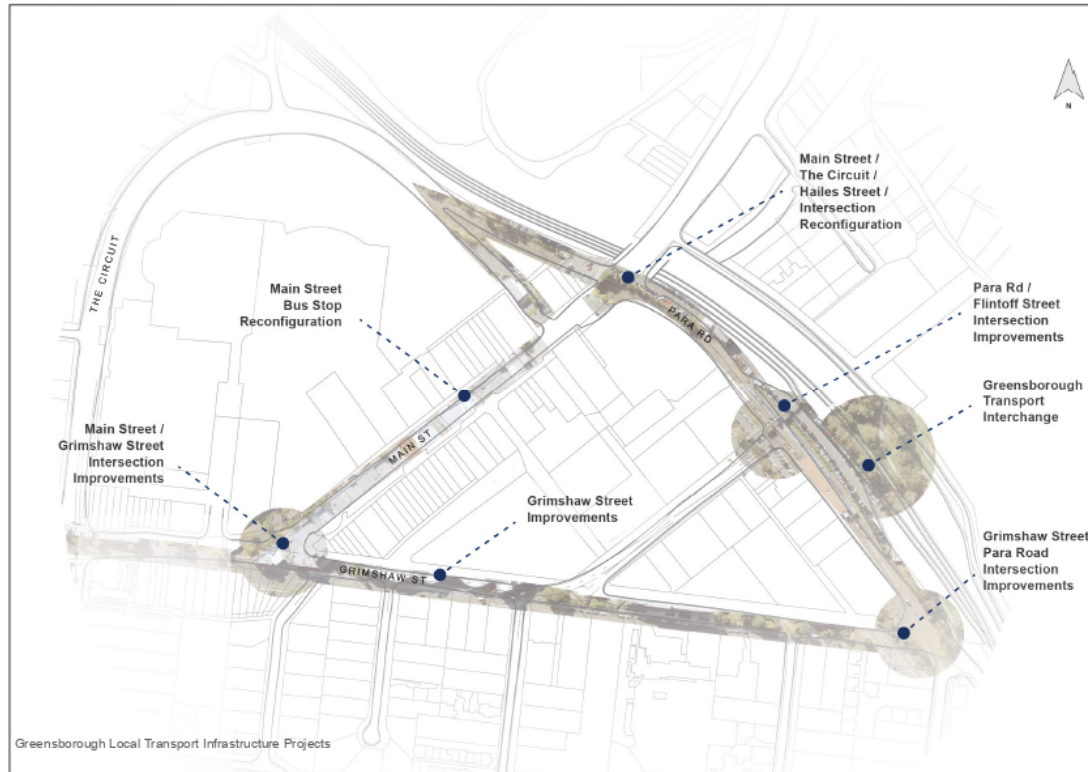 N
Main Street /
The Circuit /
Hailes Street /
Intersection
Reconfiguration
THE CIRCUIT
Main Street
Bus Stop
Reconfiguration
PARA RD
Para Rd /
Flintoff Street
Intersection
Improvements
Greensborough
Transport
Interchange
Main Street /
Grimshaw Street
Intersection
Improvements
MAIN ST
Grimshaw Street
Improvements
Grimshaw Street
Para Road
Intersection
Improvements
GRIMSHAW ST
Greensborough Local Transport Infrastructure Projects